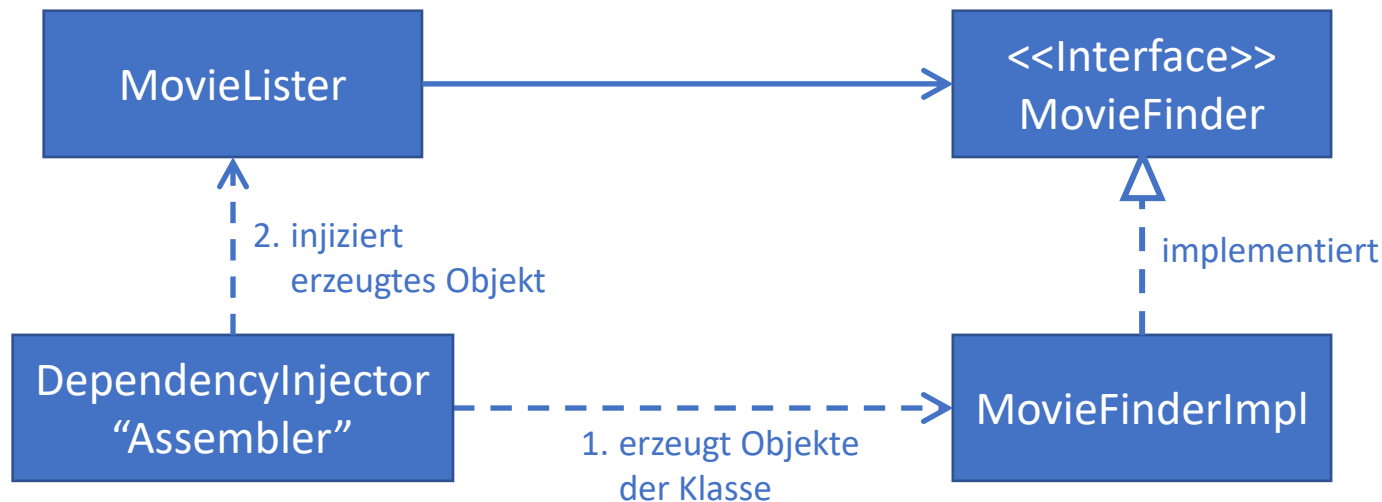 MovieLister
<<Interface>>
MovieFinder
2. injiziert
erzeugtes Objekt
implementiert
DependencyInjector
“Assembler”
1. erzeugt Objekte
der Klasse
MovieFinderImpl